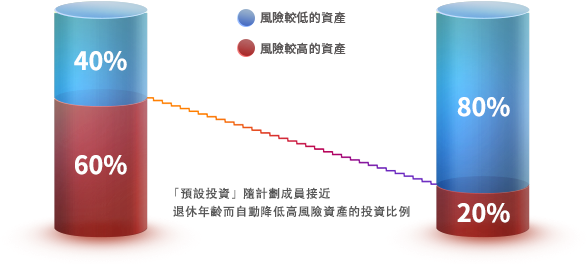 風險較低的資產
風險較高的資產
40%
60%
80%
20%
「預設投資」隨計劃成員接近
退休年齡而自動降低高風險資產的投資比例